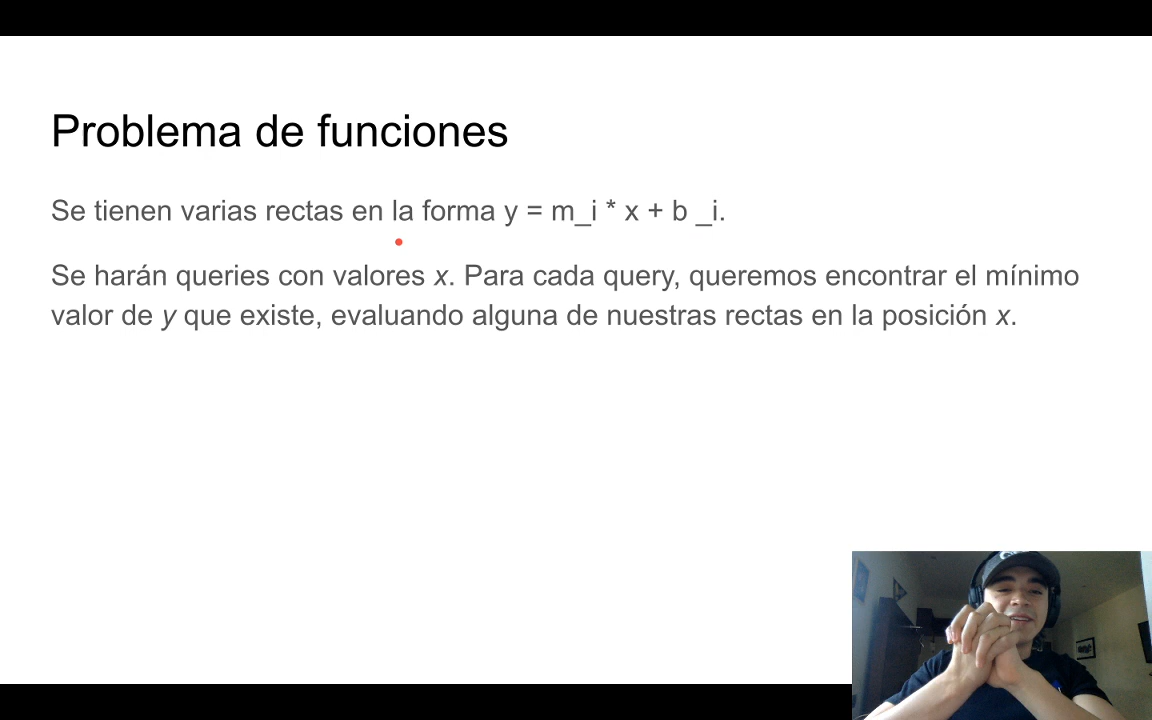 Problema de funciones
Se tienen varias rectas en la forma y = m_i * x + b _i.
Se harán queries con valores x. Para cada query, queremos encontrar el mínimo
valor de y que existe, evaluando alguna de nuestras rectas en la posición x.